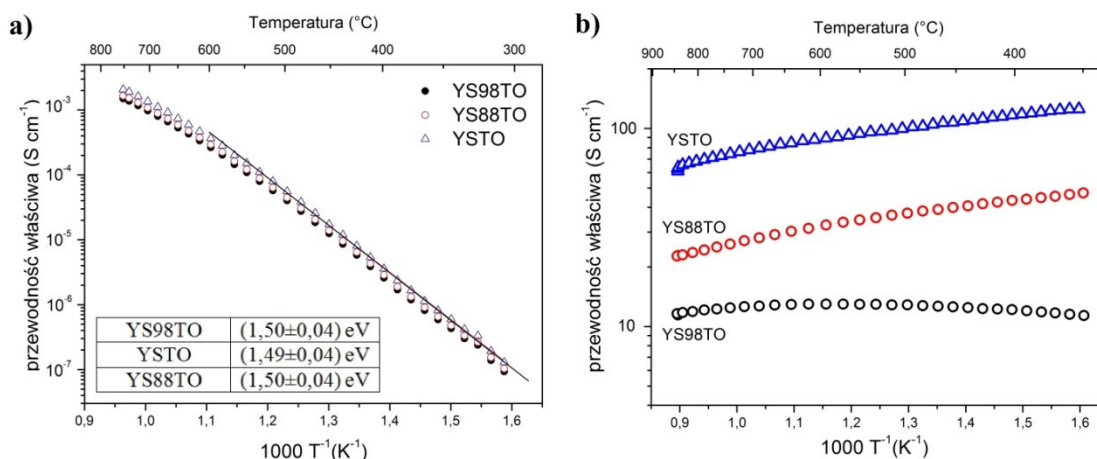 a)
Temperatura (°C)
800 700 600 500 400 300
10-3
10-4
10-5
10-6
10-7
przewodność właściwa (S cm-1)
YS98TO
YS88TO
YSTO
YS98TO (1,50±0,04) eV
YSTO (1,49±0,04) eV
YS88TO (1,50±0,04) eV
0,9 1,0 1,1 1,2 1,3 1,4 1,5 1,6
1000 T-1(K-1)
b)
Temperatura (°C)
900 800 700 600 500 400
100
10
przewodność właściwa (S cm-1)
YSTO
YS88TO
YS98TO
0,9 1,0 1,1 1,2 1,3 1,4 1,5 1,6
1000 T-1(K-1)